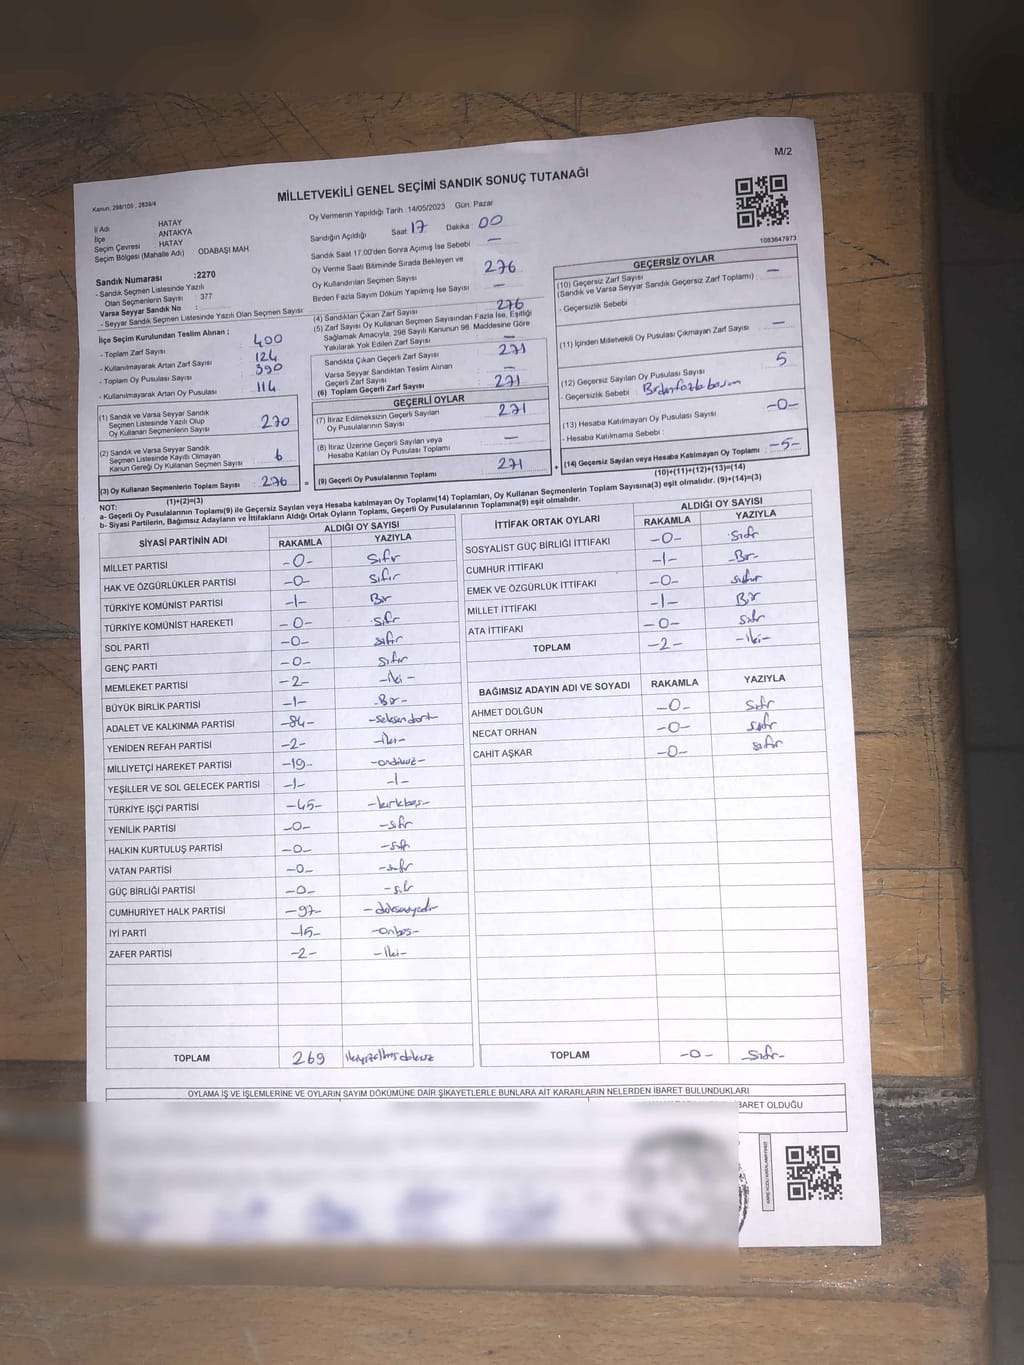 M/2
MİLLETVEKİLİ GENEL SEÇİMİ SANDIK SONUÇ TUTANAĞI
Kanun: 298/105 ; 2839/4
Oy Vermenin Yapıldığı Tarih : 14/05/2023 Gün: Pazar
İl Adı HATAY
İlçe ANTAKYA
Seçim Çevresi HATAY
Seçim Bölgesi (Mahalle Adı) ODABAŞI MAH.
Sandık Numarası :2270
- Sandık Seçmen Listesinde Yazılı
Olan Seçmenlerin Sayısı : 377
Varsa Seyyar Sandık No :
- Seyyar Sandık Seçmen Listesinde Yazılı Olan Seçmen Sayısı
Sandığın Açıldığı Saat 17 Dakika : 00
Sandık Saat 17.00'den Sonra Açılmış İse Sebebi —
Oy Verme Saati Bitiminde Sırada Bekleyen ve
Oy Kullandırılan Seçmen Sayısı 276
Birden Fazla Sayım Döküm Yapılmış İse Sayısı —
1083647973
İlçe Seçim Kurulundan Teslim Alınan ;
- Toplam Zarf Sayısı 400
- Kullanılmayarak Artan Zarf Sayısı 124
- Toplam Oy Pusulası Sayısı 390
- Kullanılmayarak Artan Oy Pusulası 114
(1) Sandık ve Varsa Seyyar Sandık
Seçmen Listesinde Yazılı Olup
Oy Kullanan Seçmenlerin Sayısı 270
(2) Sandık ve Varsa Seyyar Sandık
Seçmen Listesinde Kayıtlı Olmayan
Kanun Gereği Oy Kullanan Seçmen Sayısı 6
(3) Oy Kullanan Seçmenlerin Toplam Sayısı : 276
(1)+(2)=(3)
(4) Sandıktan Çıkan Zarf Sayısı 276
(5) Zarf Sayısı Oy Kullanan Seçmen Sayısından Fazla İse, Eşitliği
Sağlamak Amacıyla, 298 Sayılı Kanunun 98. Maddesine Göre
Yakılarak Yok Edilen Zarf Sayısı —
Sandıkta Çıkan Geçerli Zarf Sayısı 271
Varsa Seyyar Sandıktan Teslim Alınan
Geçerli Zarf Sayısı —
(6) Toplam Geçerli Zarf Sayısı 271
GEÇERLİ OYLAR
(7) İtiraz Edilmeksizin Geçerli Sayılan
Oy Pusulalarının Sayısı 271
(8) İtiraz Üzerine Geçerli Sayılan veya
Hesaba Katılan Oy Pusulası Toplamı —
(9) Geçerli Oy Pusulalarının Toplamı 271
GEÇERSİZ OYLAR
(10) Geçersiz Zarf Sayısı
(Sandık ve Varsa Seyyar Sandık Geçersiz Zarf Toplamı) —
- Geçersizlik Sebebi :
(11) İçinden Milletvekili Oy Pusulası Çıkmayan Zarf Sayısı —
(12) Geçersiz Sayılan Oy Pusulası Sayısı 5
- Geçersizlik Sebebi : Birden fazla basım
(13) Hesaba Katılmayan Oy Pusulası Sayısı -0-
- Hesaba Katılmama Sebebi :
(14) Geçersiz Sayılan veya Hesaba Katılmayan Oy Toplamı -5-
(10)+(11)+(12)+(13)=(14)
NOT:
a- Geçerli Oy Pusulalarının Toplamı(9) ile Geçersiz Sayılan veya Hesaba katılmayan Oy Toplamı(14) Toplamları, Oy Kullanan Seçmenlerin Toplam Sayısına(3) eşit olmalıdır. (9)+(14)=(3)
b- Siyasi Partilerin, Bağımsız Adayların ve İttifakların Aldığı Ortak Oyların Toplamı, Geçerli Oy Pusulalarının Toplamına(9) eşit olmalıdır.
SİYASİ PARTİNİN ADI ALDIĞI OY SAYISI
RAKAMLA YAZIYLA
MİLLET PARTİSİ -0- Sıfır
HAK VE ÖZGÜRLÜKLER PARTİSİ -0- Sıfır
TÜRKİYE KOMÜNİST PARTİSİ -1- Bir
TÜRKİYE KOMÜNİST HAREKETİ -0- Sıfır
SOL PARTİ -0- sıfır
GENÇ PARTİ -0- Sıfır
MEMLEKET PARTİSİ -2- -İki-
BÜYÜK BİRLİK PARTİSİ -1- -Bir-
ADALET VE KALKINMA PARTİSİ -84- -seksendört-
YENİDEN REFAH PARTİSİ -2- -İki-
MİLLİYETÇİ HAREKET PARTİSİ -19- -ondokuz-
YEŞİLLER VE SOL GELECEK PARTİSİ -1- -1-
TÜRKİYE İŞÇİ PARTİSİ -45- -kırkbeş-
YENİLİK PARTİSİ -0- -sıfır
HALKIN KURTULUŞ PARTİSİ -0- -sıfır
VATAN PARTİSİ -0- -sıfır
GÜÇ BİRLİĞİ PARTİSİ -0- -sıfır
CUMHURİYET HALK PARTİSİ -97- -doksanyedi-
İYİ PARTİ -15- -Onbeş-
ZAFER PARTİSİ -2- -İki-
TOPLAM 269 ikiyüzaltmışdokuz
İTTİFAK ORTAK OYLARI ALDIĞI OY SAYISI
RAKAMLA YAZIYLA
SOSYALİST GÜÇ BİRLİĞİ İTTİFAKI -0- Sıfır
CUMHUR İTTİFAKI -1- -Bir-
EMEK VE ÖZGÜRLÜK İTTİFAKI -0- sıfır
MİLLET İTTİFAKI -1- Bir
ATA İTTİFAKI -0- Sıfır
TOPLAM -2- -İki-
BAĞIMSIZ ADAYIN ADI VE SOYADI RAKAMLA YAZIYLA
AHMET DOLĞUN -0- Sıfır
NECAT ORHAN -0- Sıfır
CAHİT AŞKAR -0- sıfır
TOPLAM -0- -Sıfır-
OYLAMA İŞ VE İŞLEMLERİNE VE OYLARIN SAYIM DÖKÜMÜNE DAİR ŞİKAYETLERLE BUNLARA AİT KARARLARIN NELERDEN İBARET BULUNDUKLARI
İBARET OLDUĞU